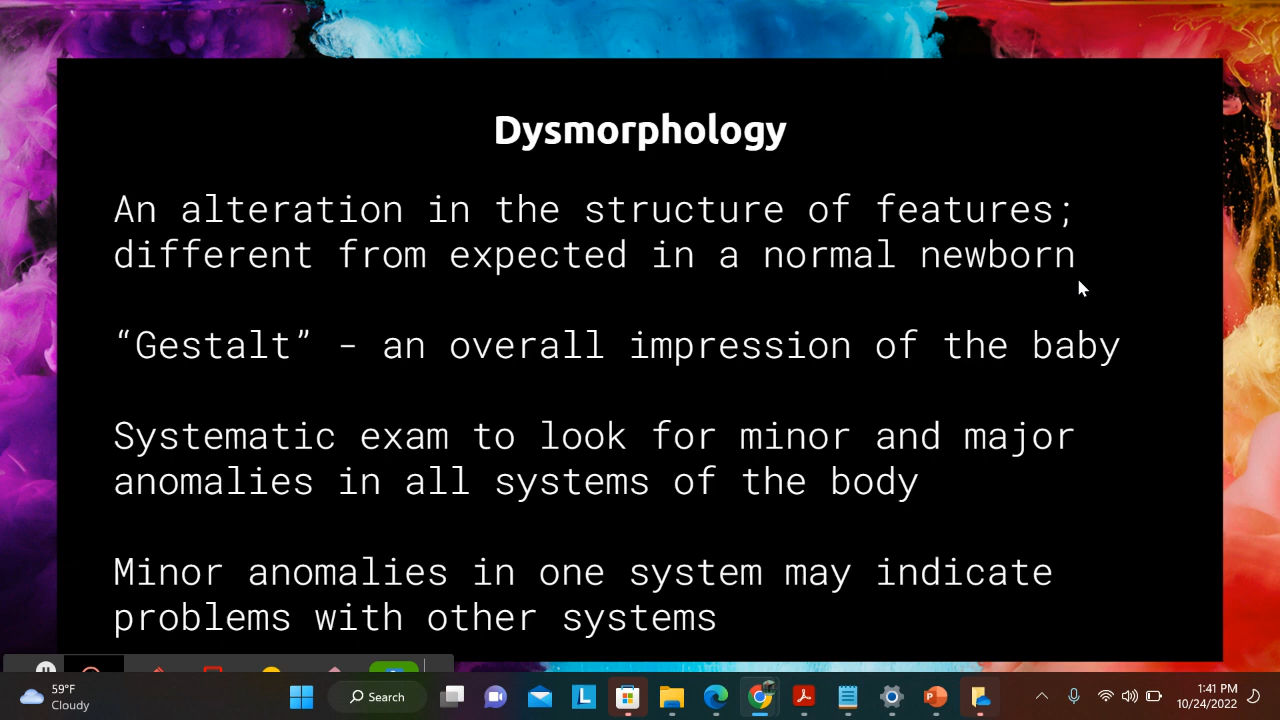 Dysmorphology
An alteration in the structure of features;
different from expected in a normal newborn
“Gestalt” - an overall impression of the baby
Systematic exam to look for minor and major
anomalies in all systems of the body
Minor anomalies in one system may indicate
problems with other systems
59°F
Cloudy
Search
L
P
1:41 PM
10/24/2022